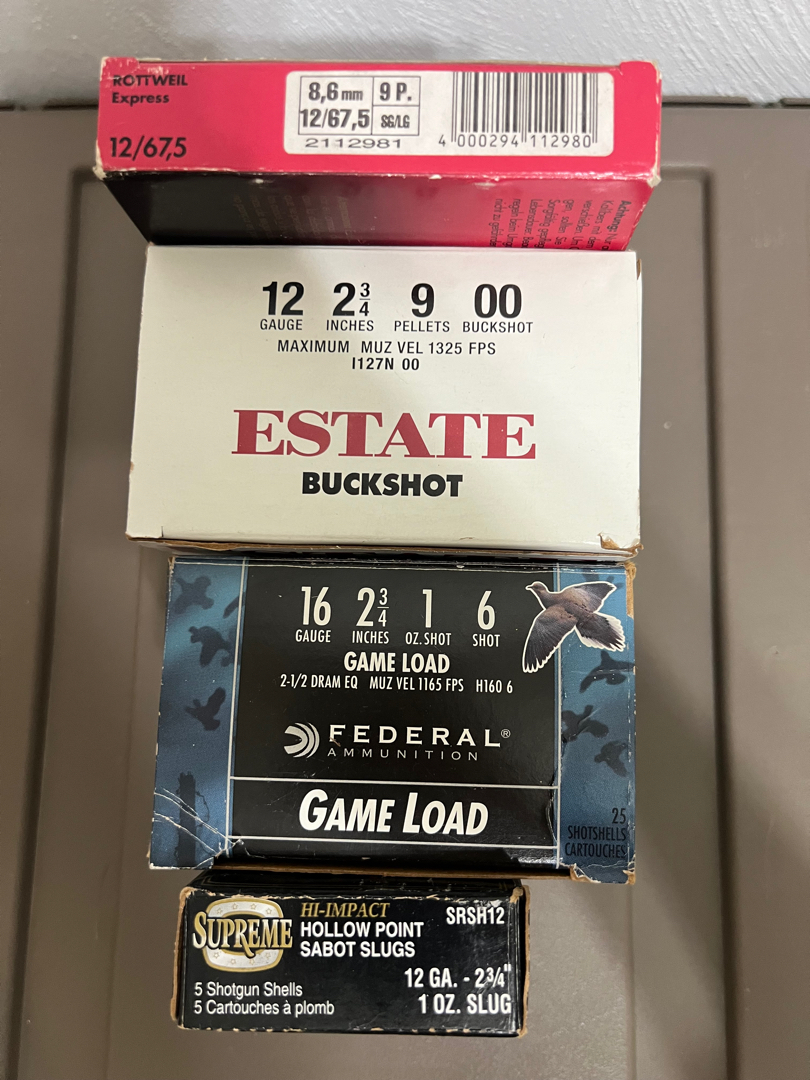 ROTTWEIL
Express
12/67,5
8,6 mm 9 P.
12/67,5 SG/LG
2112981
4 000294 112980
12 2 3/4 9 00
GAUGE INCHES PELLETS BUCKSHOT
MAXIMUM MUZ VEL 1325 FPS
I127N 00
ESTATE
BUCKSHOT
16 2 3/4 1 6
GAUGE INCHES OZ. SHOT SHOT
GAME LOAD
2-1/2 DRAM EQ MUZ VEL 1165 FPS H160 6
FEDERAL®
AMMUNITION
GAME LOAD
25
SHOTSHELLS
CARTOUCHES
SUPREME
HI-IMPACT
HOLLOW POINT
SABOT SLUGS
SRSH12
12 GA. - 2 3/4"
1 OZ. SLUG
5 Shotgun Shells
5 Cartouches à plomb